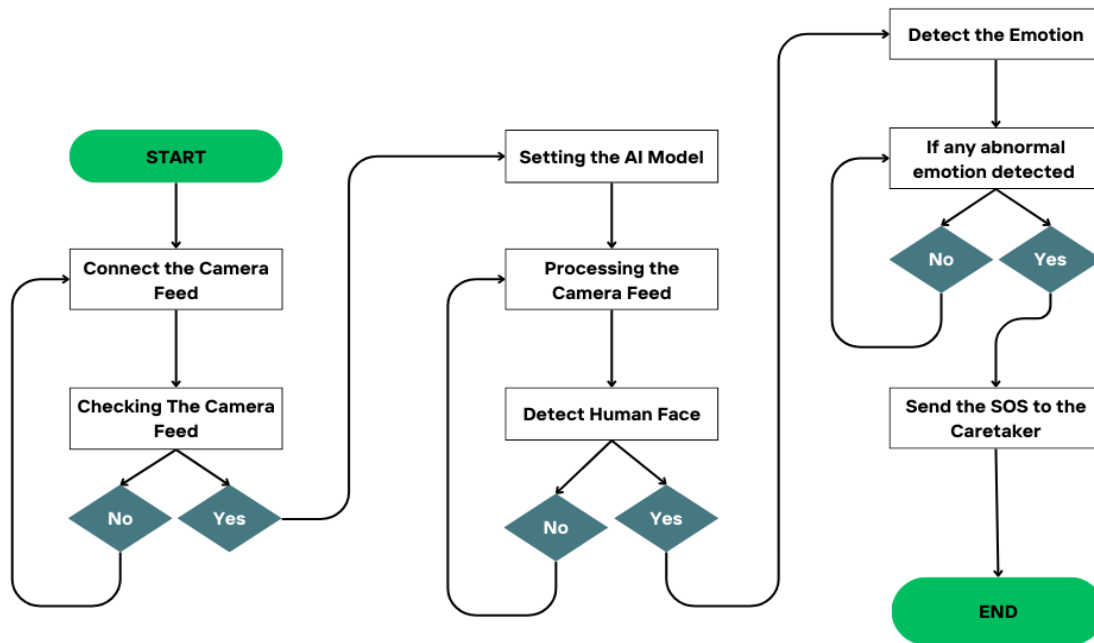 START
Connect the Camera
Feed
Checking The Camera
Feed
No
Yes
Setting the AI Model
Processing the
Camera Feed
Detect Human Face
No
Yes
Detect the Emotion
If any abnormal
emotion detected
No
Yes
Send the SOS to the
Caretaker
END